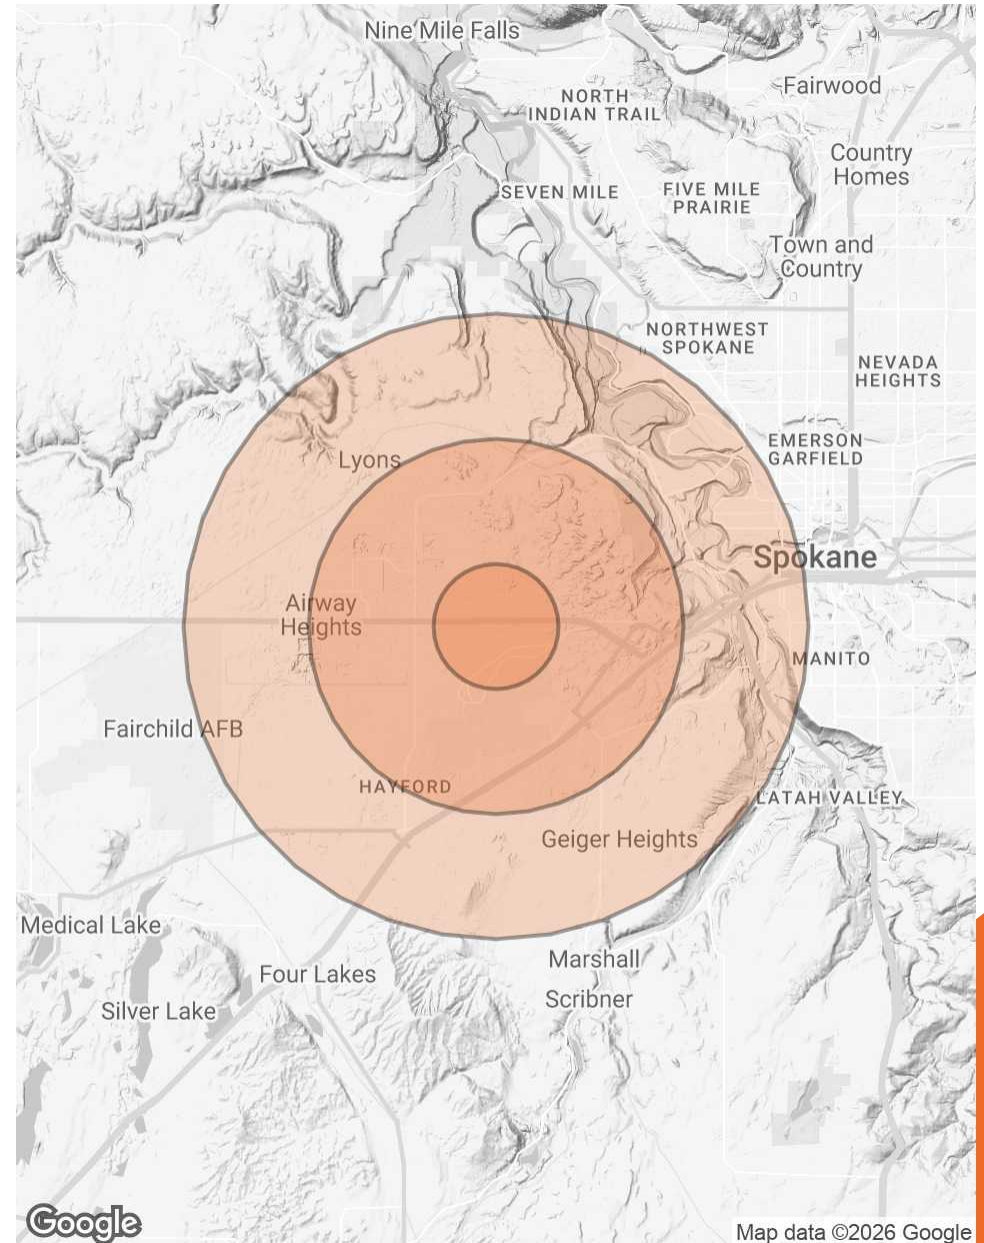 Nine Mile Falls
Fairwood
NORTH
INDIAN TRAIL
Country
Homes
SEVEN MILE
FIVE MILE
PRAIRIE
Town and
Country
NORTHWEST
SPOKANE
NEVADA
HEIGHTS
EMERSON
GARFIELD
Lyons
Spokane
Airway
Heights
MANITO
Fairchild AFB
HAYFORD
LATAH VALLEY
Geiger Heights
Medical Lake
Marshall
Four Lakes
Scribner
Silver Lake
Google
Map data ©2026 Google